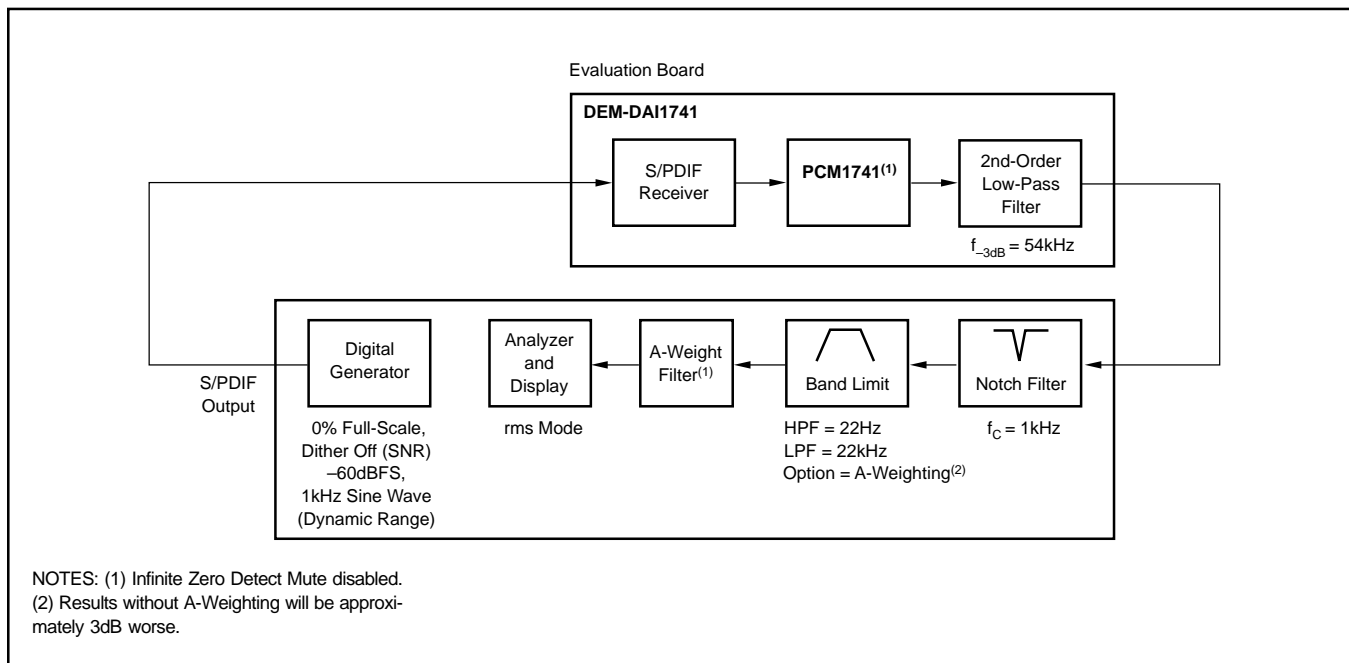 Evaluation Board
DEM-DAI1741
S/PDIF
Receiver
PCM1741(1)
2nd-Order
Low-Pass
Filter
f–3dB = 54kHz
S/PDIF
Output
Digital
Generator
0% Full-Scale,
Dither Off (SNR)
–60dBFS,
1kHz Sine Wave
(Dynamic Range)
Analyzer
and
Display
rms Mode
A-Weight
Filter(1)
Band Limit
HPF = 22Hz
LPF = 22kHz
Option = A-Weighting(2)
Notch Filter
fC = 1kHz
NOTES: (1) Infinite Zero Detect Mute disabled.
(2) Results without A-Weighting will be approxi-
mately 3dB worse.